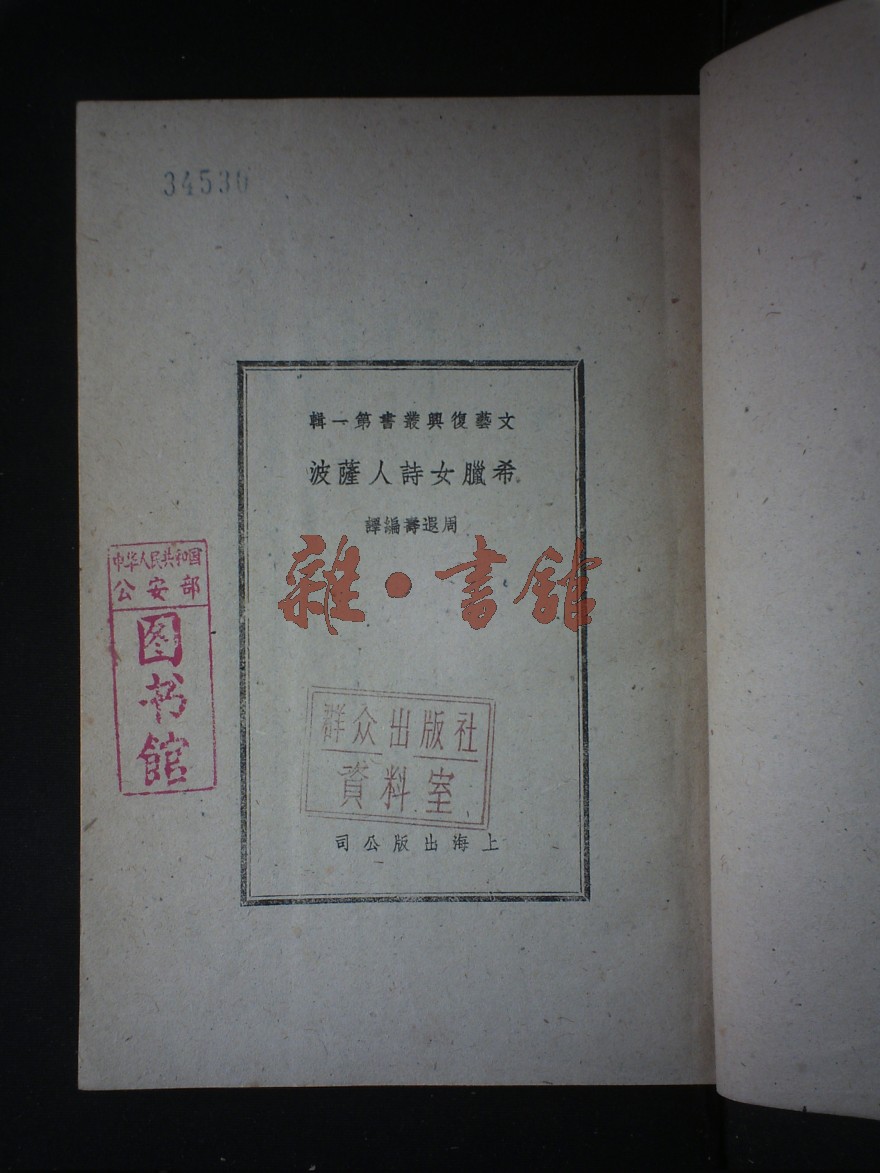 34530
文藝復興叢書第一輯
希臘女詩人薩波
周遐壽編譯
中华人民共和国
公安部
图书馆
雜·書館
群众出版社
資料室
上海出版公司